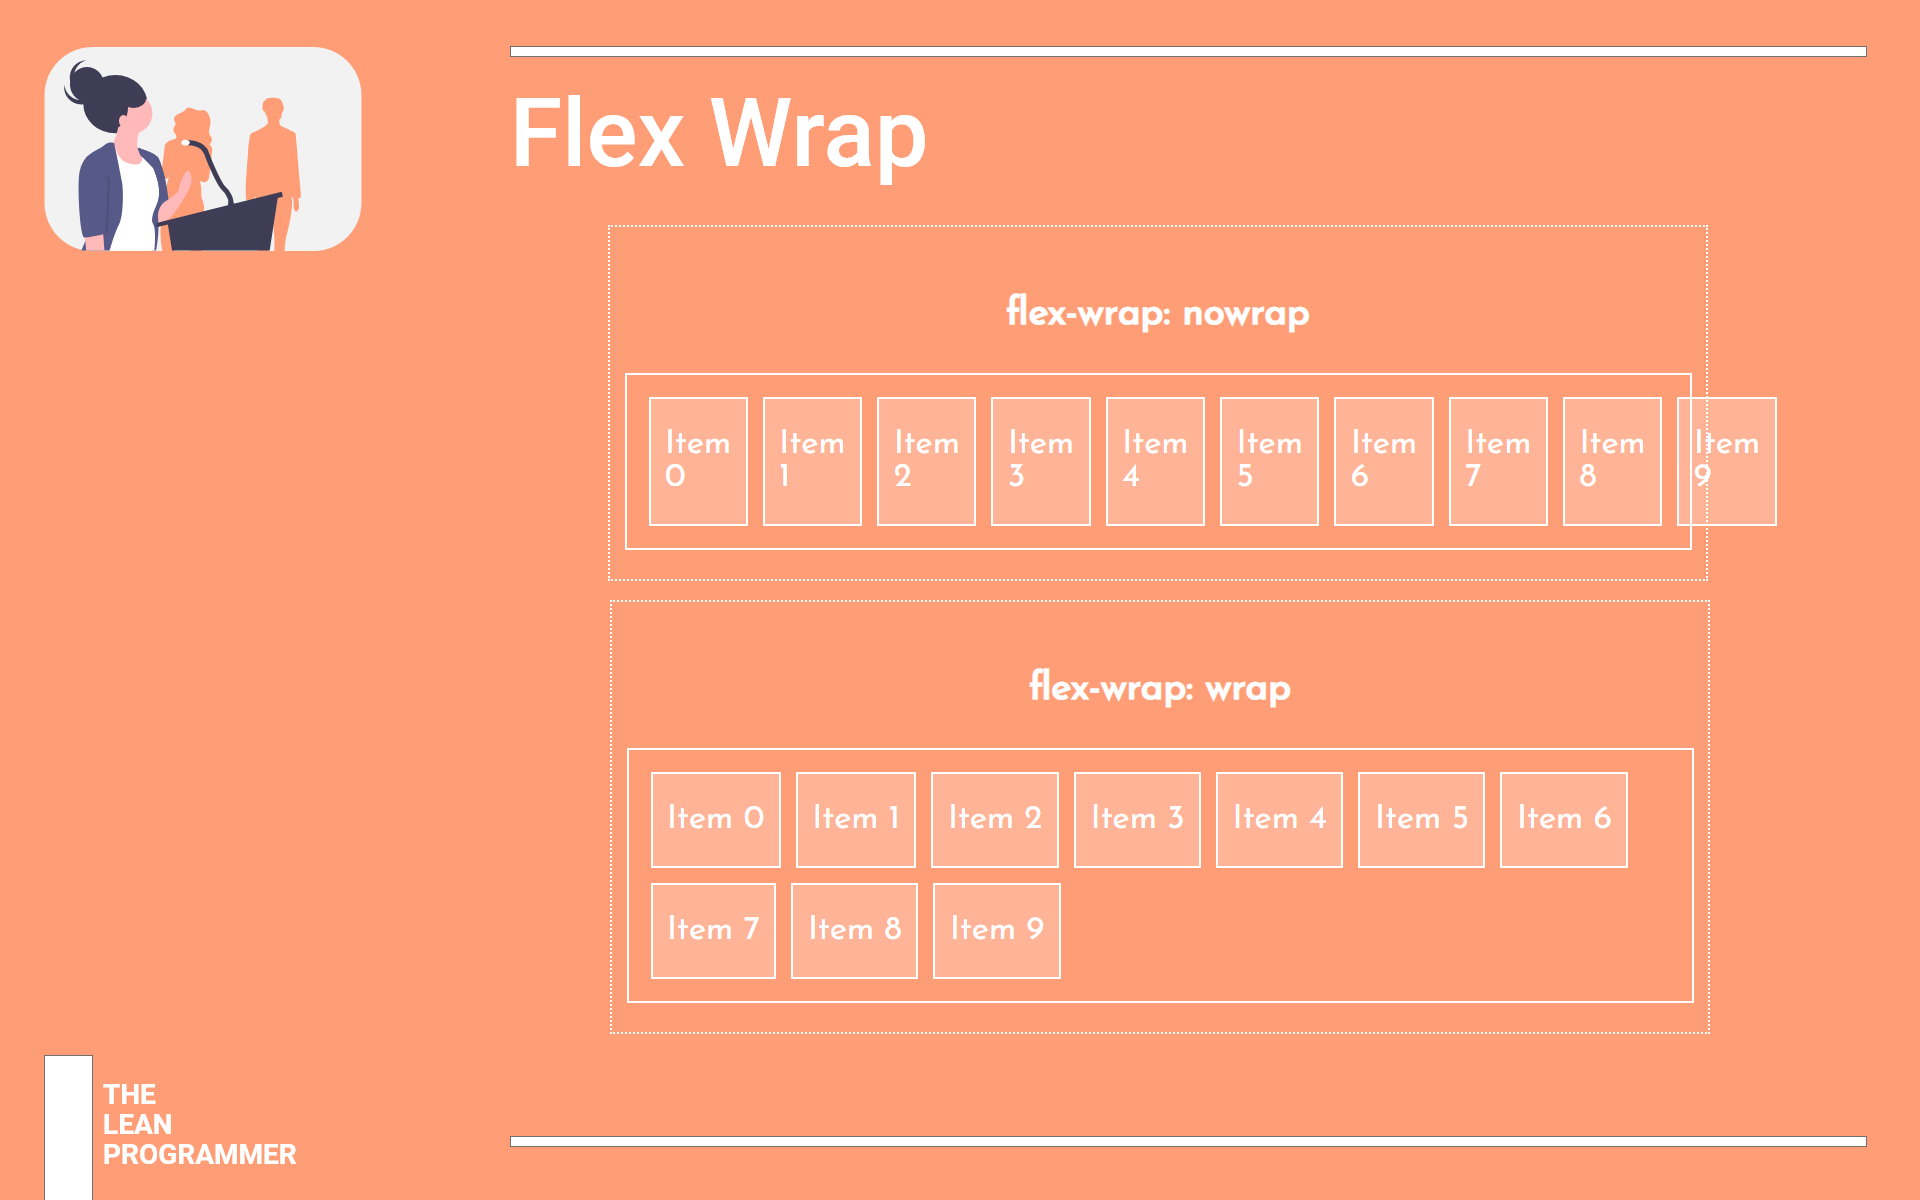 Flex Wrap
flex-wrap: nowrap
Item Item Item Item Item Item Item Item Item Item
0 1 2 3 4 5 6 7 8 9
flex-wrap: wrap
Item 0 Item 1 Item 2 Item 3 Item 4 Item 5 Item 6
Item 7 Item 8 Item 9
THE
LEAN
PROGRAMMER